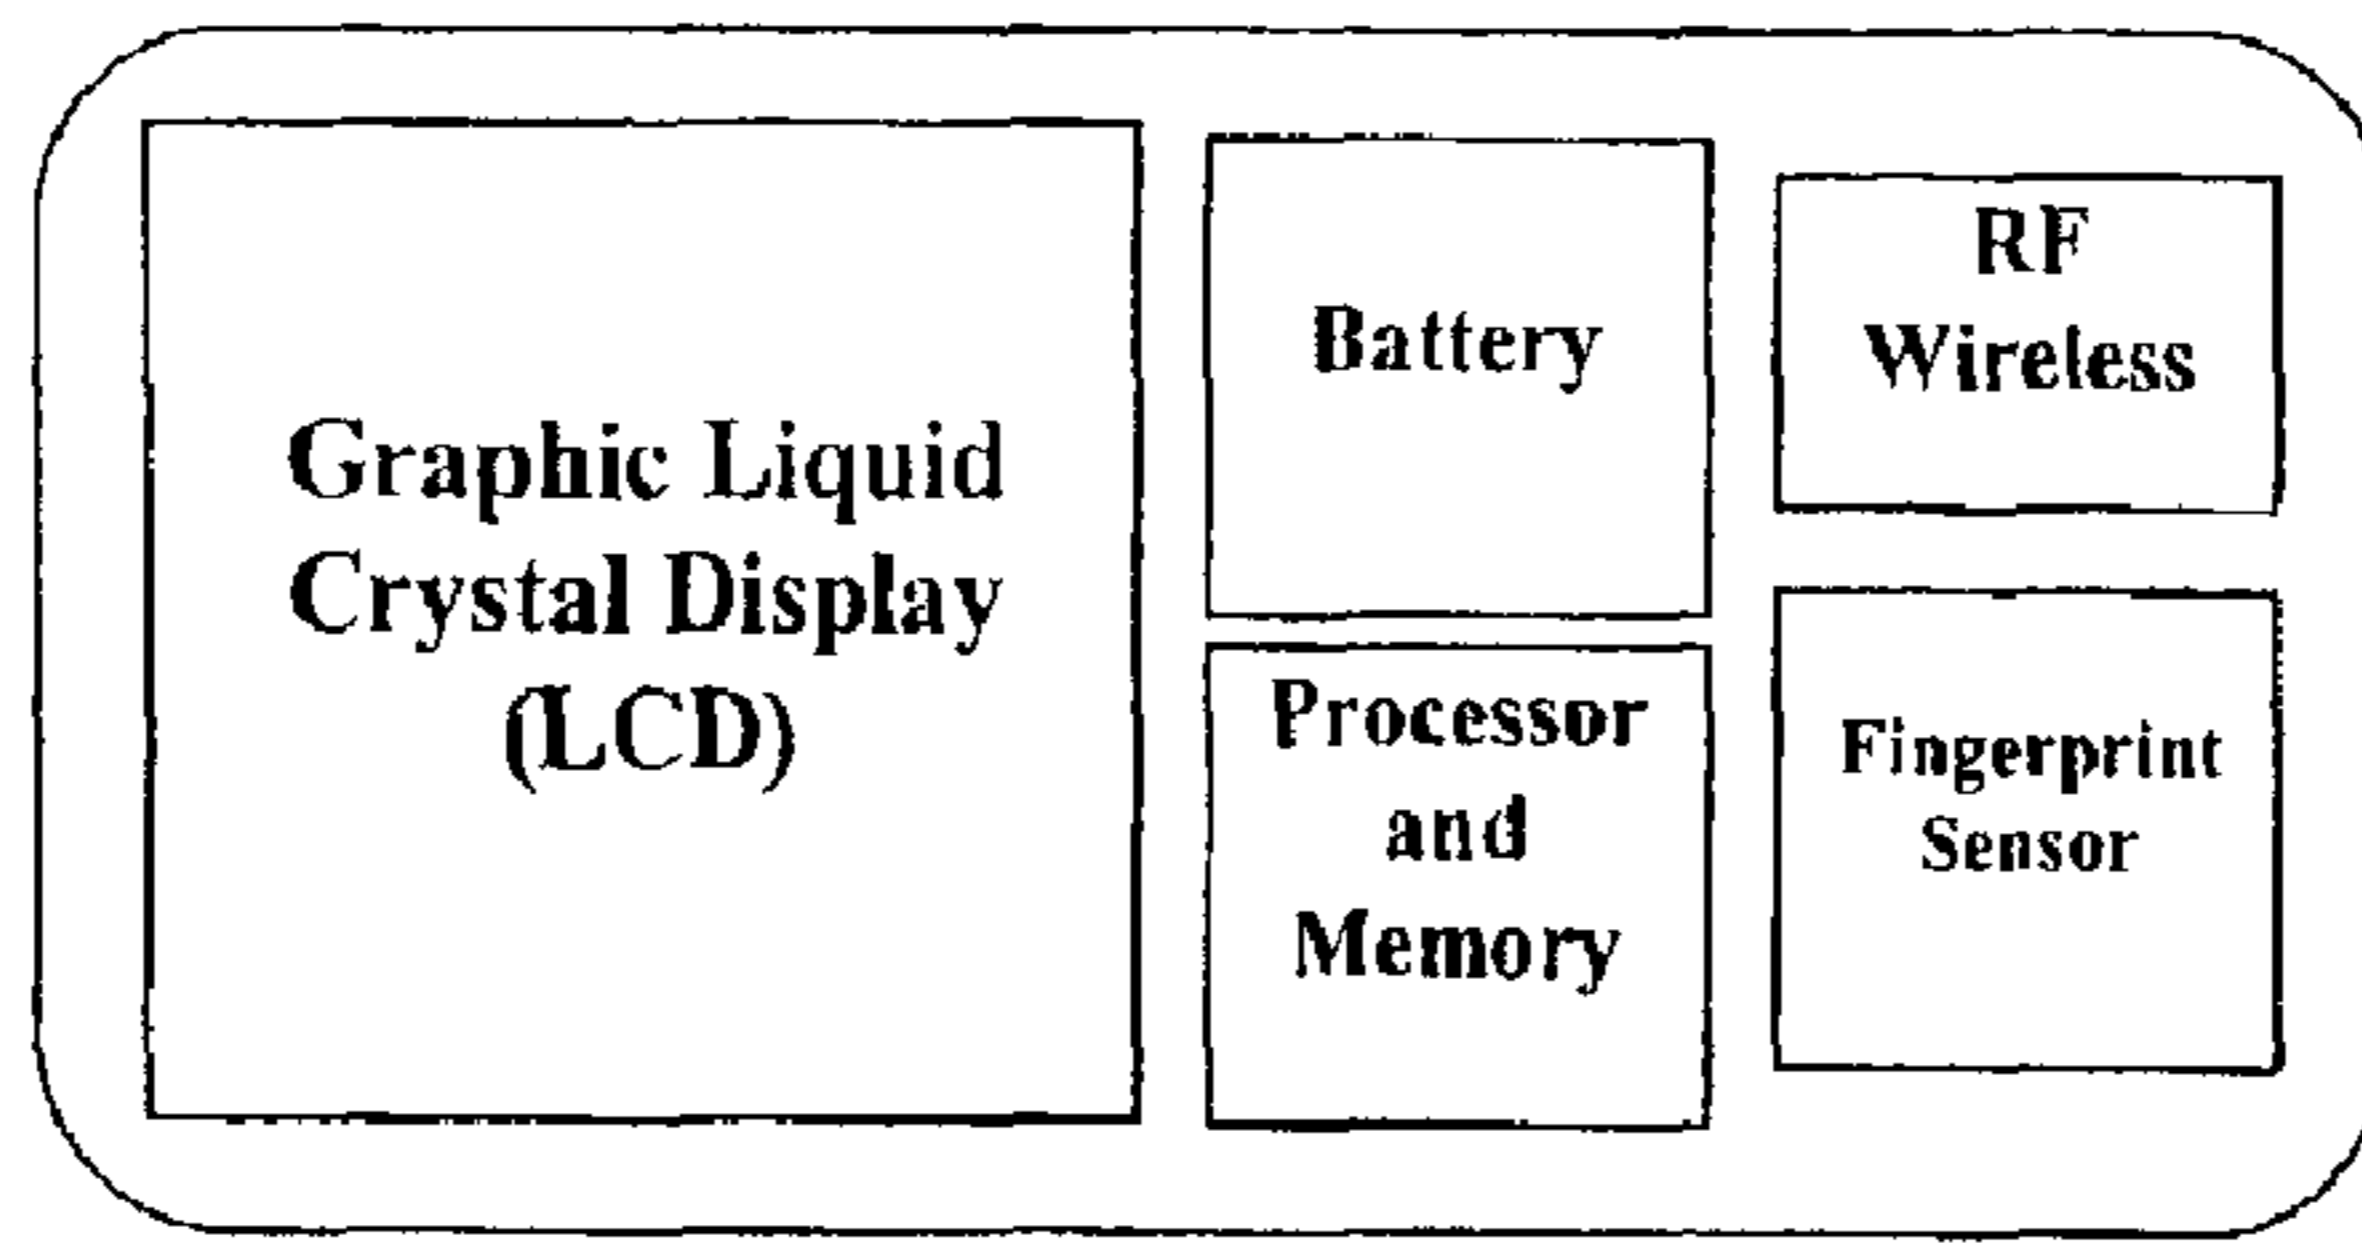 Graphic Liquid
Crystal Display
(LCD)
Battery
Processor
and
Memory
RF
Wireless
Fingerprint
Sensor